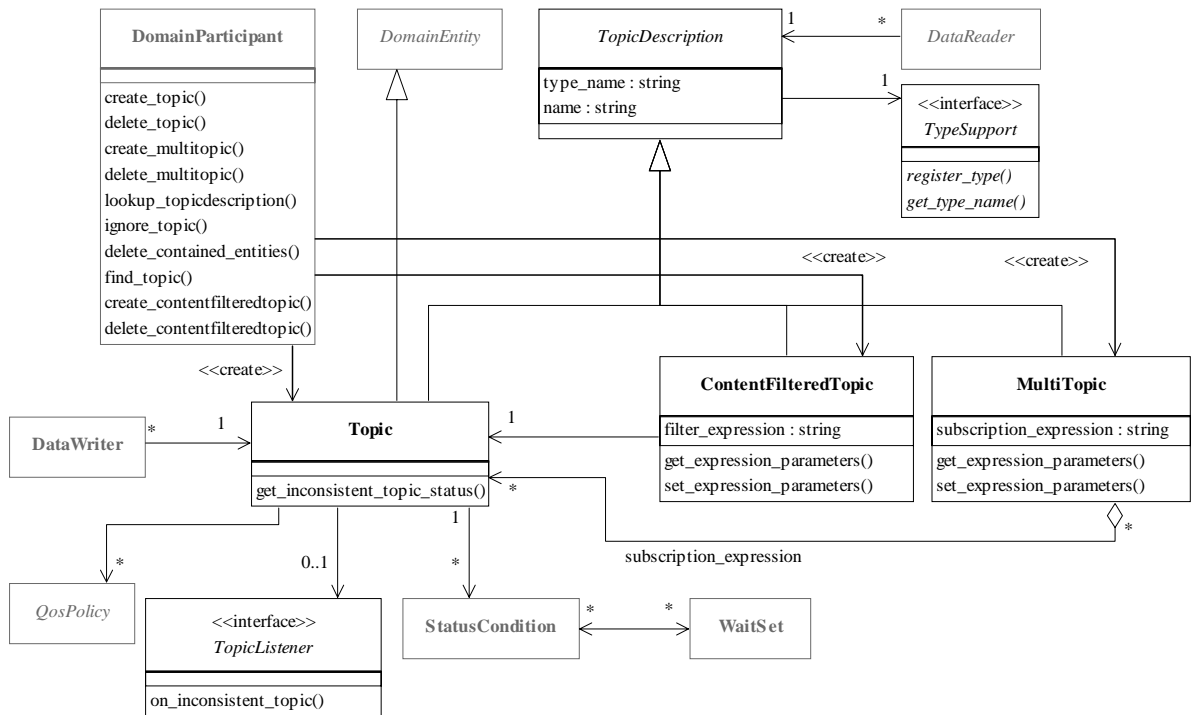 DomainParticipant
create_topic()
delete_topic()
create_multitopic()
delete_multitopic()
lookup_topicdescription()
ignore_topic()
delete_contained_entities()
find_topic()
create_contentfilteredtopic()
delete_contentfilteredtopic()
DomainEntity
TopicDescription
type_name : string
name : string
1
*
DataReader
1
<<interface>>
TypeSupport
register_type()
get_type_name()
<<create>>
<<create>>
<<create>>
ContentFilteredTopic
filter_expression : string
get_expression_parameters()
set_expression_parameters()
MultiTopic
subscription_expression : string
get_expression_parameters()
set_expression_parameters()
DataWriter
*
1
Topic
get_inconsistent_topic_status()
1
*
*
subscription_expression
*
QosPolicy
0..1
<<interface>>
TopicListener
on_inconsistent_topic()
1
*
StatusCondition
*
*
WaitSet